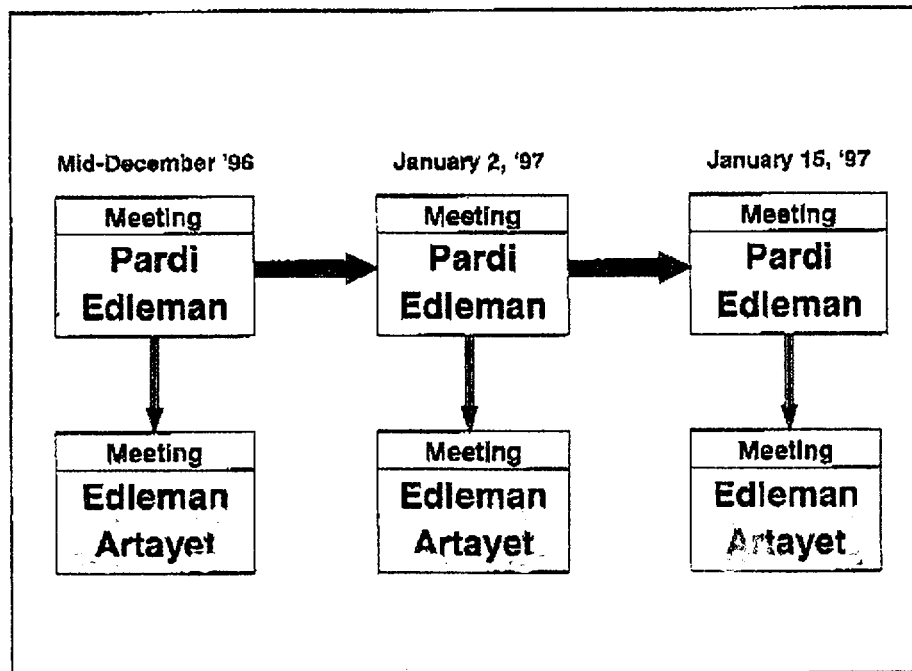 Mid-December '96
Meeting
Pardi
Edleman
Meeting
Edleman
Artayet
January 2, '97
Meeting
Pardi
Edleman
Meeting
Edleman
Artayet
January 15, '97
Meeting
Pardi
Edleman
Meeting
Edleman
Artayet